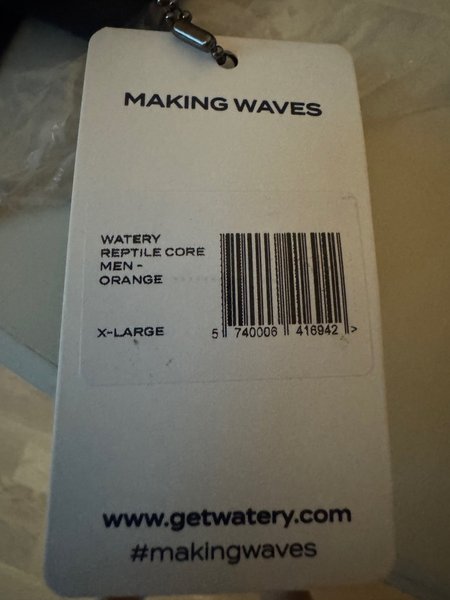 MAKING WAVES
WATERY
REPTILE CORE
MEN -
ORANGE
X-LARGE
5 740006 416942 >
www.getwatery.com
#makingwaves